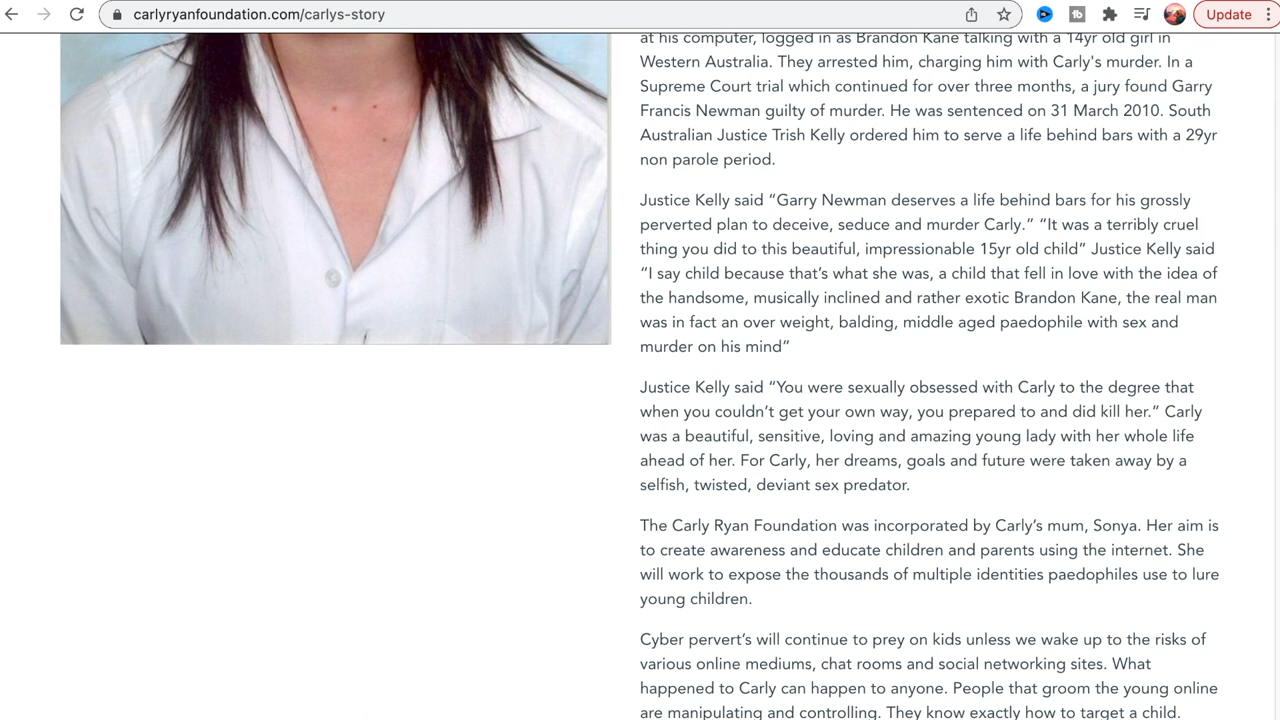 carlyryanfoundation.com/carlys-story
Update
at his computer, logged in as Brandon Kane talking with a 14yr old girl in
Western Australia. They arrested him, charging him with Carly's murder. In a
Supreme Court trial which continued for over three months, a jury found Garry
Francis Newman guilty of murder. He was sentenced on 31 March 2010. South
Australian Justice Trish Kelly ordered him to serve a life behind bars with a 29yr
non parole period.
Justice Kelly said “Garry Newman deserves a life behind bars for his grossly
perverted plan to deceive, seduce and murder Carly.” “It was a terribly cruel
thing you did to this beautiful, impressionable 15yr old child” Justice Kelly said
“I say child because that’s what she was, a child that fell in love with the idea of
the handsome, musically inclined and rather exotic Brandon Kane, the real man
was in fact an over weight, balding, middle aged paedophile with sex and
murder on his mind”
Justice Kelly said “You were sexually obsessed with Carly to the degree that
when you couldn’t get your own way, you prepared to and did kill her.” Carly
was a beautiful, sensitive, loving and amazing young lady with her whole life
ahead of her. For Carly, her dreams, goals and future were taken away by a
selfish, twisted, deviant sex predator.
The Carly Ryan Foundation was incorporated by Carly’s mum, Sonya. Her aim is
to create awareness and educate children and parents using the internet. She
will work to expose the thousands of multiple identities paedophiles use to lure
young children.
Cyber pervert’s will continue to prey on kids unless we wake up to the risks of
various online mediums, chat rooms and social networking sites. What
happened to Carly can happen to anyone. People that groom the young online
are manipulating and controlling. They know exactly how to target a child.